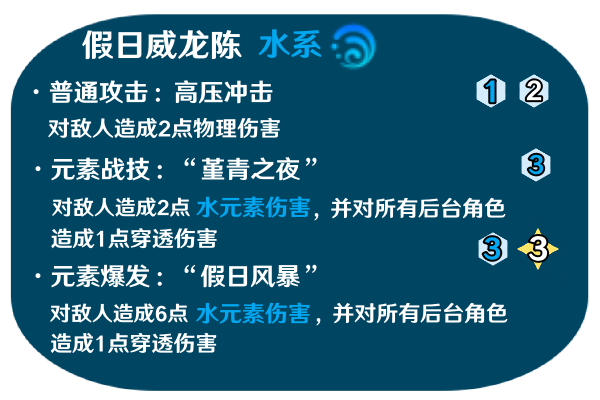 假日威龙陈 水系
·普通攻击：高压冲击 1 2
对敌人造成2点物理伤害
·元素战技：“堇青之夜” 3
对敌人造成2点 水元素伤害，并对所有后台角色
造成1点穿透伤害
3 3
·元素爆发：“假日风暴”
对敌人造成6点 水元素伤害，并对所有后台角色
造成1点穿透伤害